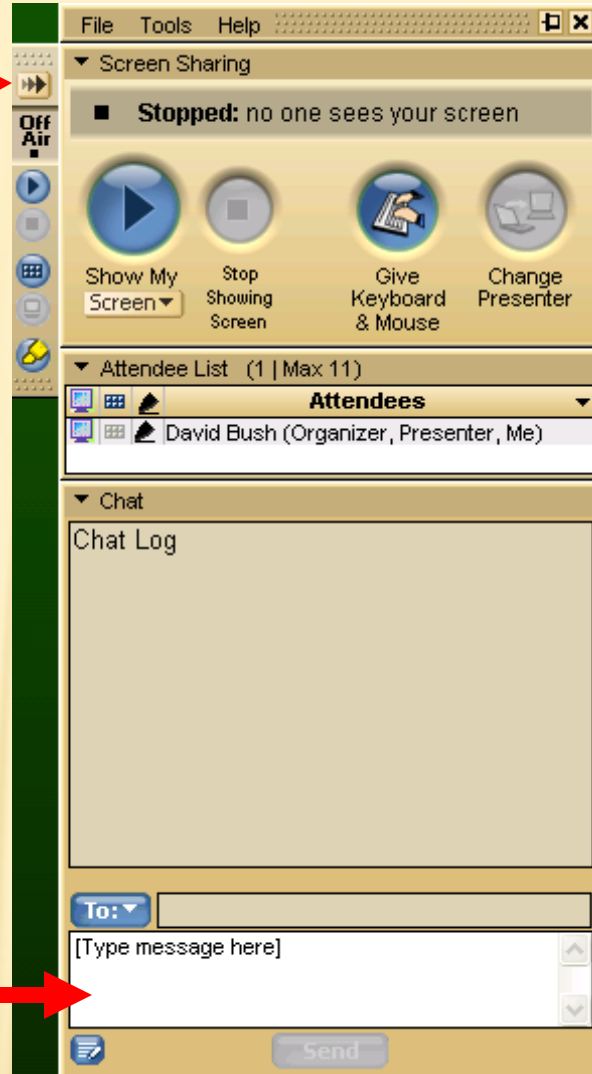 File Tools Help
Screen Sharing
Off
Air
Stopped: no one sees your screen
Show My
Screen
Stop
Showing
Screen
Give
Keyboard
& Mouse
Change
Presenter
Attendee List (1 | Max 11)
Attendees
David Bush (Organizer, Presenter, Me)
Chat
Chat Log
To:
[Type message here]
Send